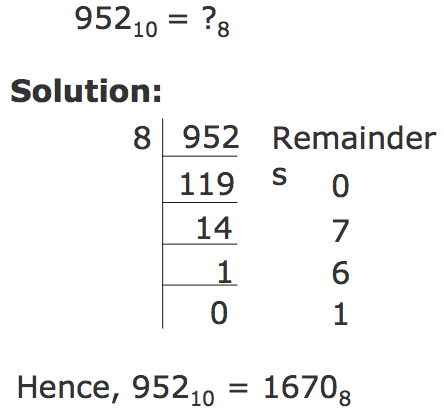 952₁₀ = ?₈
Solution:
8 952 Remainder
119 s 0
14 7
1 6
0 1
Hence, 952₁₀ = 1670₈